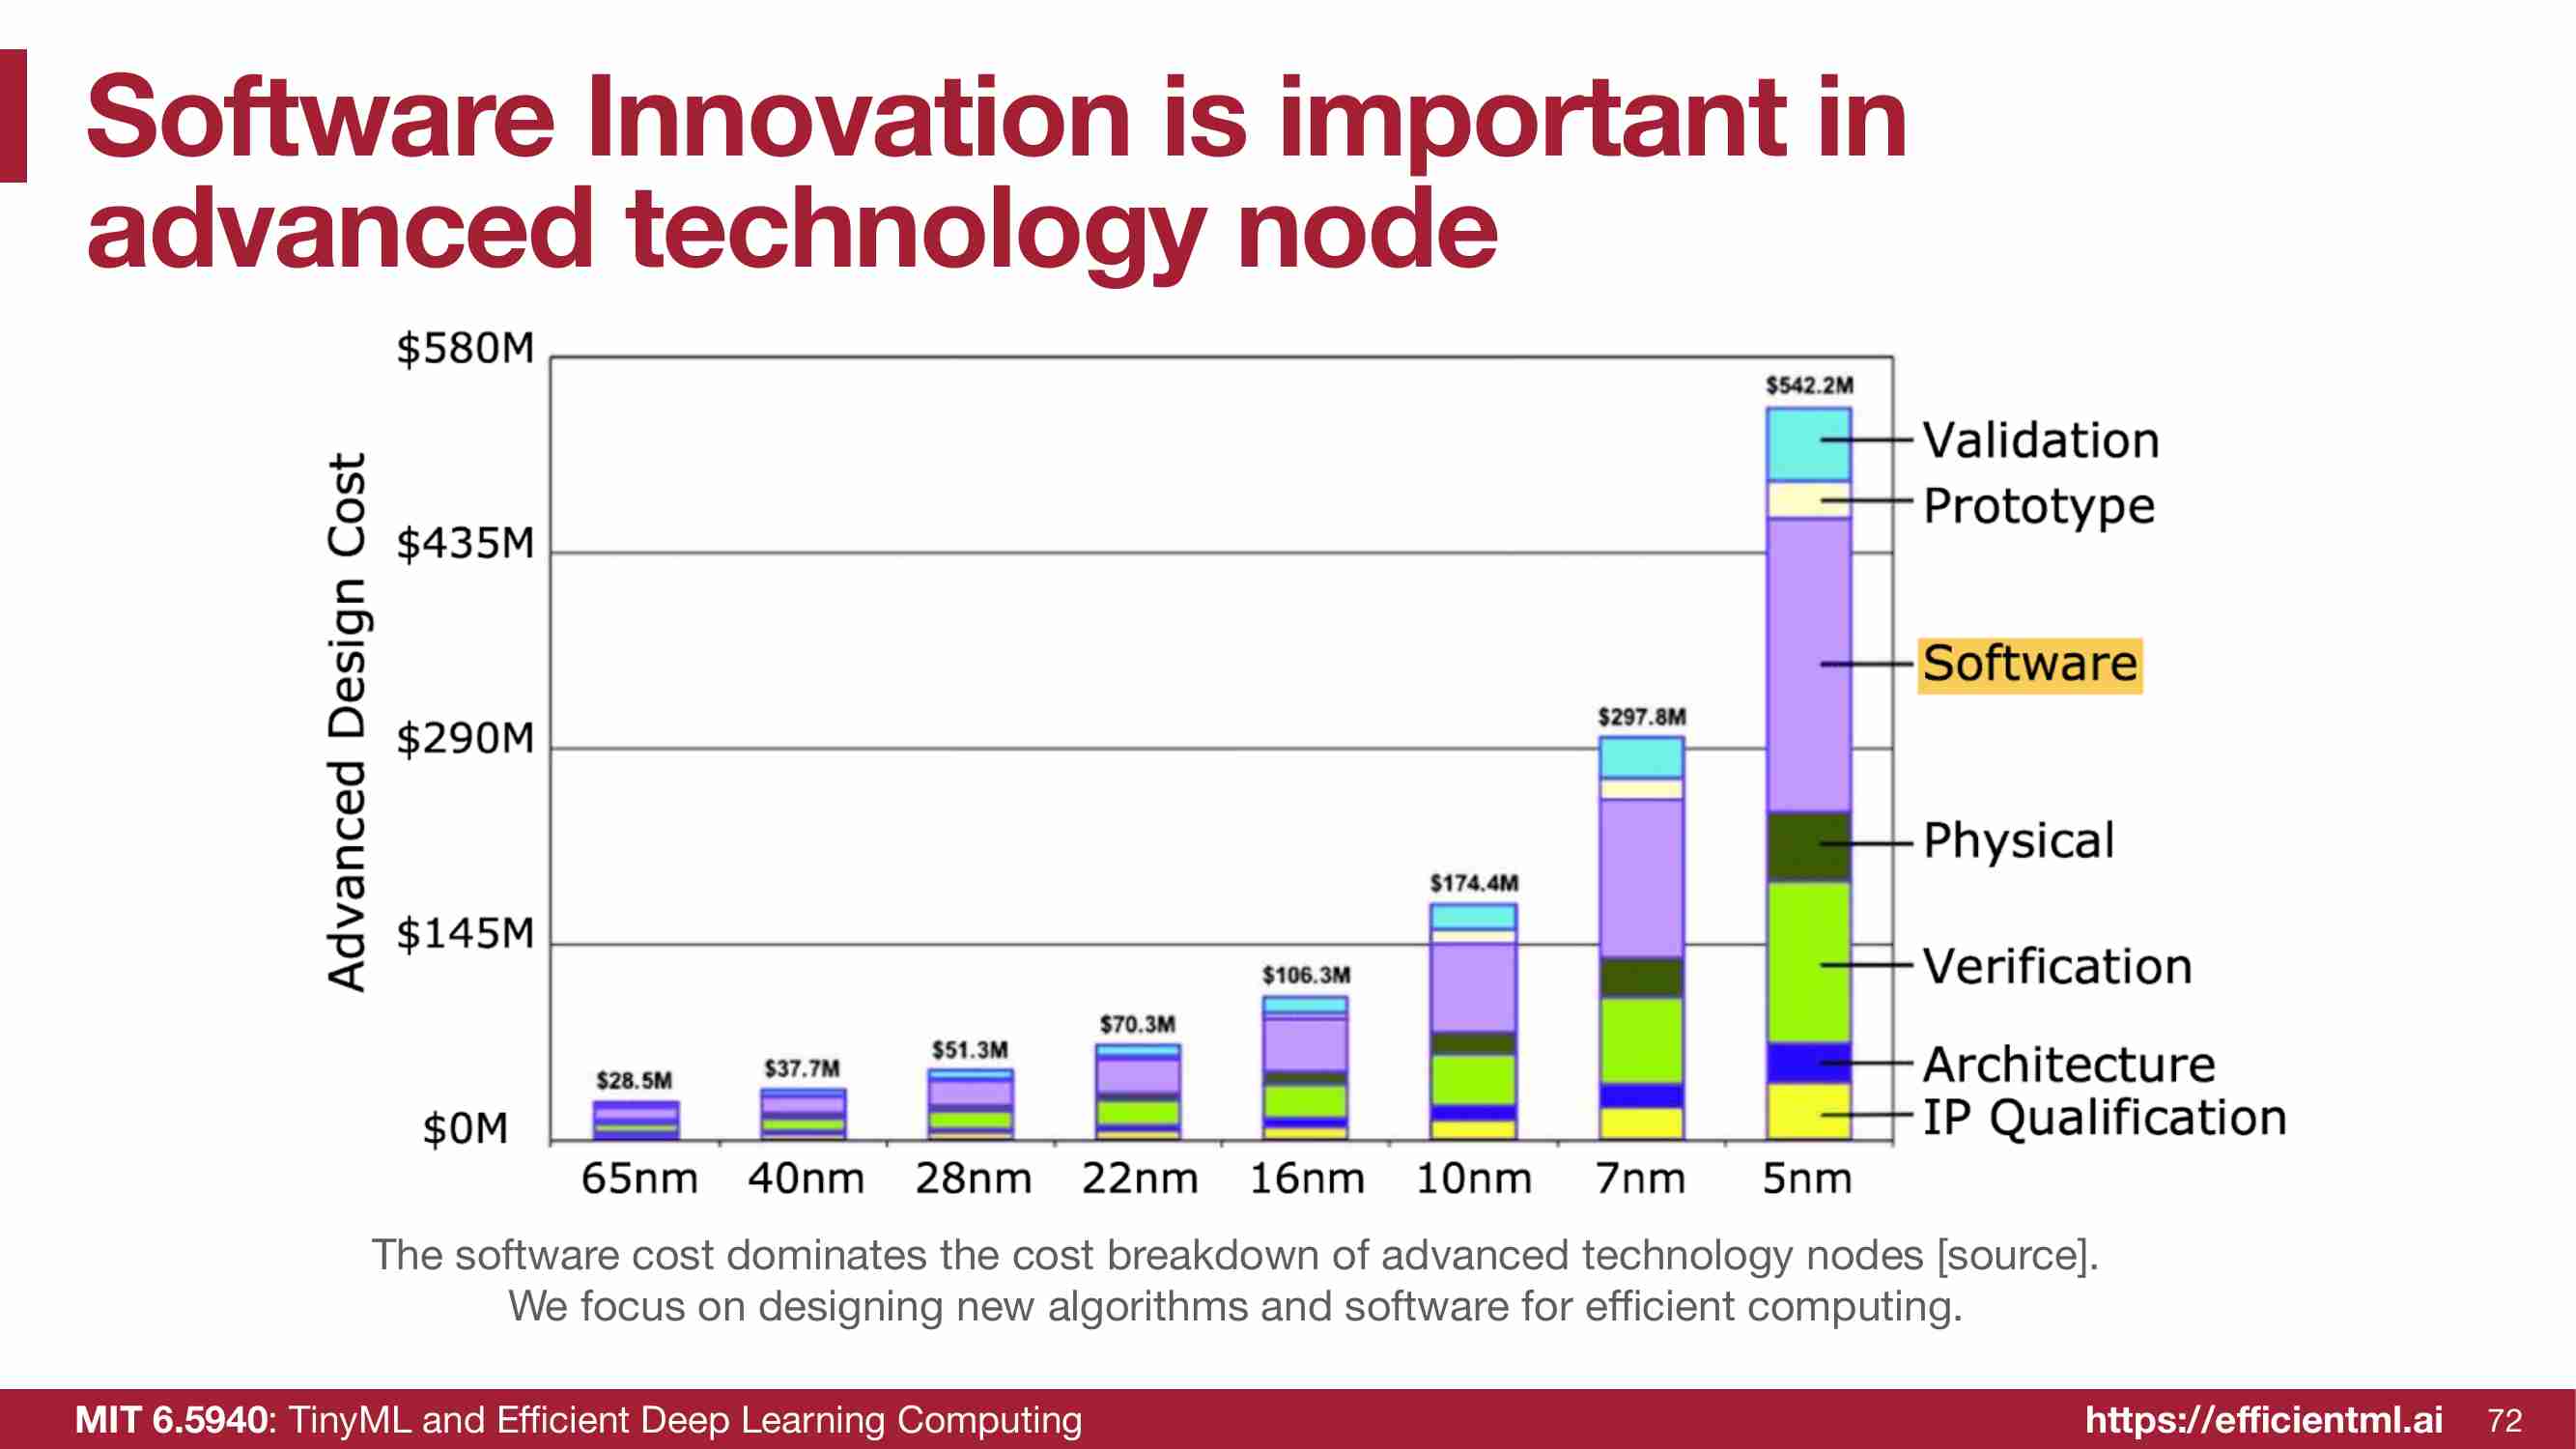 Software Innovation is important in
advanced technology node
Advanced Design Cost
$580M
$435M
$290M
$145M
$0M
$28.5M
$37.7M
$51.3M
$70.3M
$106.3M
$174.4M
$297.8M
$542.2M
Validation
Prototype
Software
Physical
Verification
Architecture
IP Qualification
65nm 40nm 28nm 22nm 16nm 10nm 7nm 5nm
The software cost dominates the cost breakdown of advanced technology nodes [source].
We focus on designing new algorithms and software for efficient computing.
MIT 6.5940: TinyML and Efficient Deep Learning Computing https://efficientml.ai 72